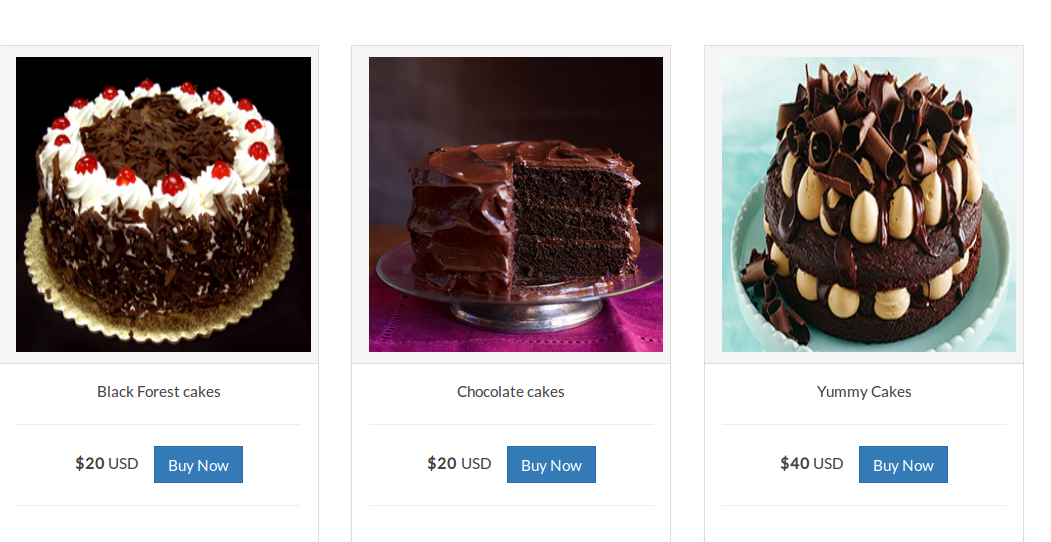 Black Forest cakes
$20 USD Buy Now
Chocolate cakes
$20 USD Buy Now
Yummy Cakes
$40 USD Buy Now